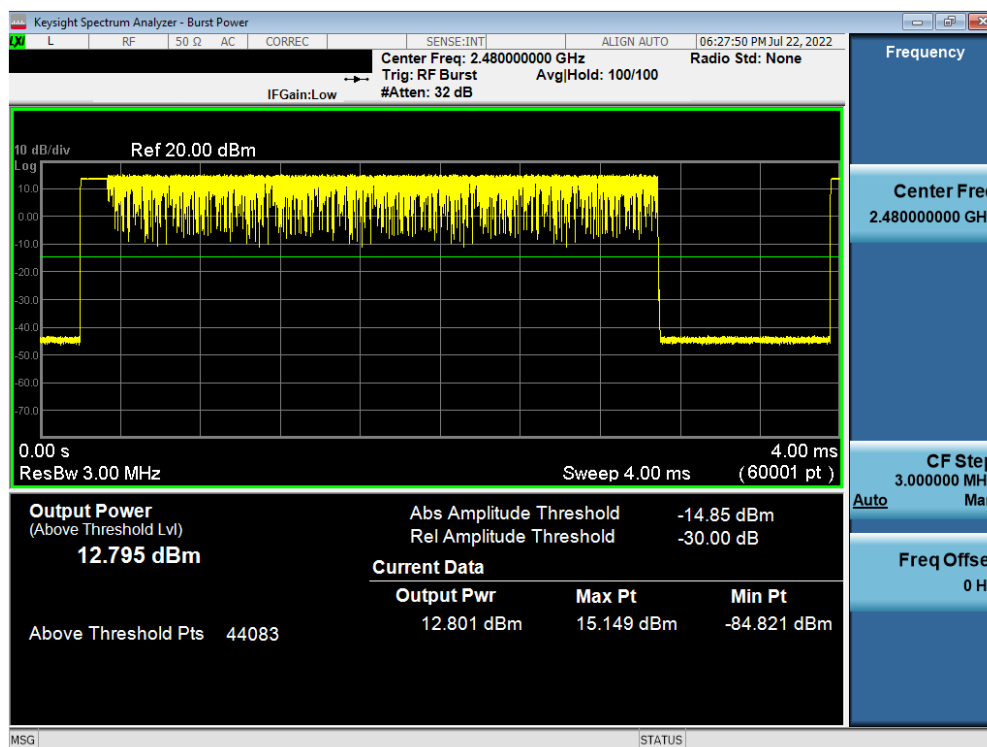 Keysight Spectrum Analyzer - Burst Power
LXI L RF 50 Ω AC CORREC SENSE:INT ALIGN AUTO 06:27:50 PM Jul 22, 2022
Center Freq: 2.480000000 GHz Radio Std: None
Trig: RF Burst Avg|Hold: 100/100
IFGain:Low #Atten: 32 dB
10 dB/div Ref 20.00 dBm
Log
10.0
0.00
-10.0
-20.0
-30.0
-40.0
-50.0
-60.0
-70.0
0.00 s 4.00 ms
ResBw 3.00 MHz Sweep 4.00 ms (60001 pt)
Output Power
(Above Threshold Lvl)
12.795 dBm
Above Threshold Pts 44083
Abs Amplitude Threshold -14.85 dBm
Rel Amplitude Threshold -30.00 dB
Current Data
Output Pwr Max Pt Min Pt
12.801 dBm 15.149 dBm -84.821 dBm
MSG STATUS
Frequency
Center Fre
2.480000000 GH
CF Step
3.000000 MH
Auto Ma
Freq Offse
0 H